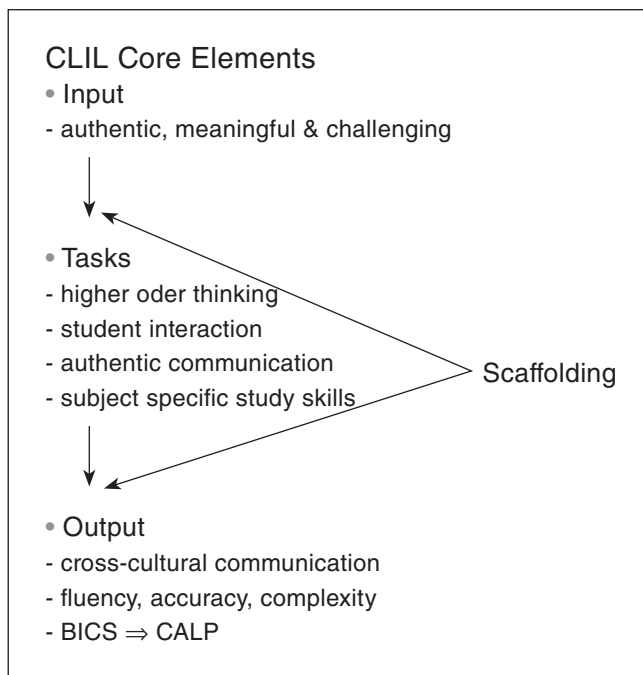 CLIL Core Elements
• Input
- authentic, meaningful & challenging
• Tasks
- higher oder thinking
- student interaction
- authentic communication
- subject specific study skills
Scaffolding
• Output
- cross-cultural communication
- fluency, accuracy, complexity
- BICS ⇒ CALP